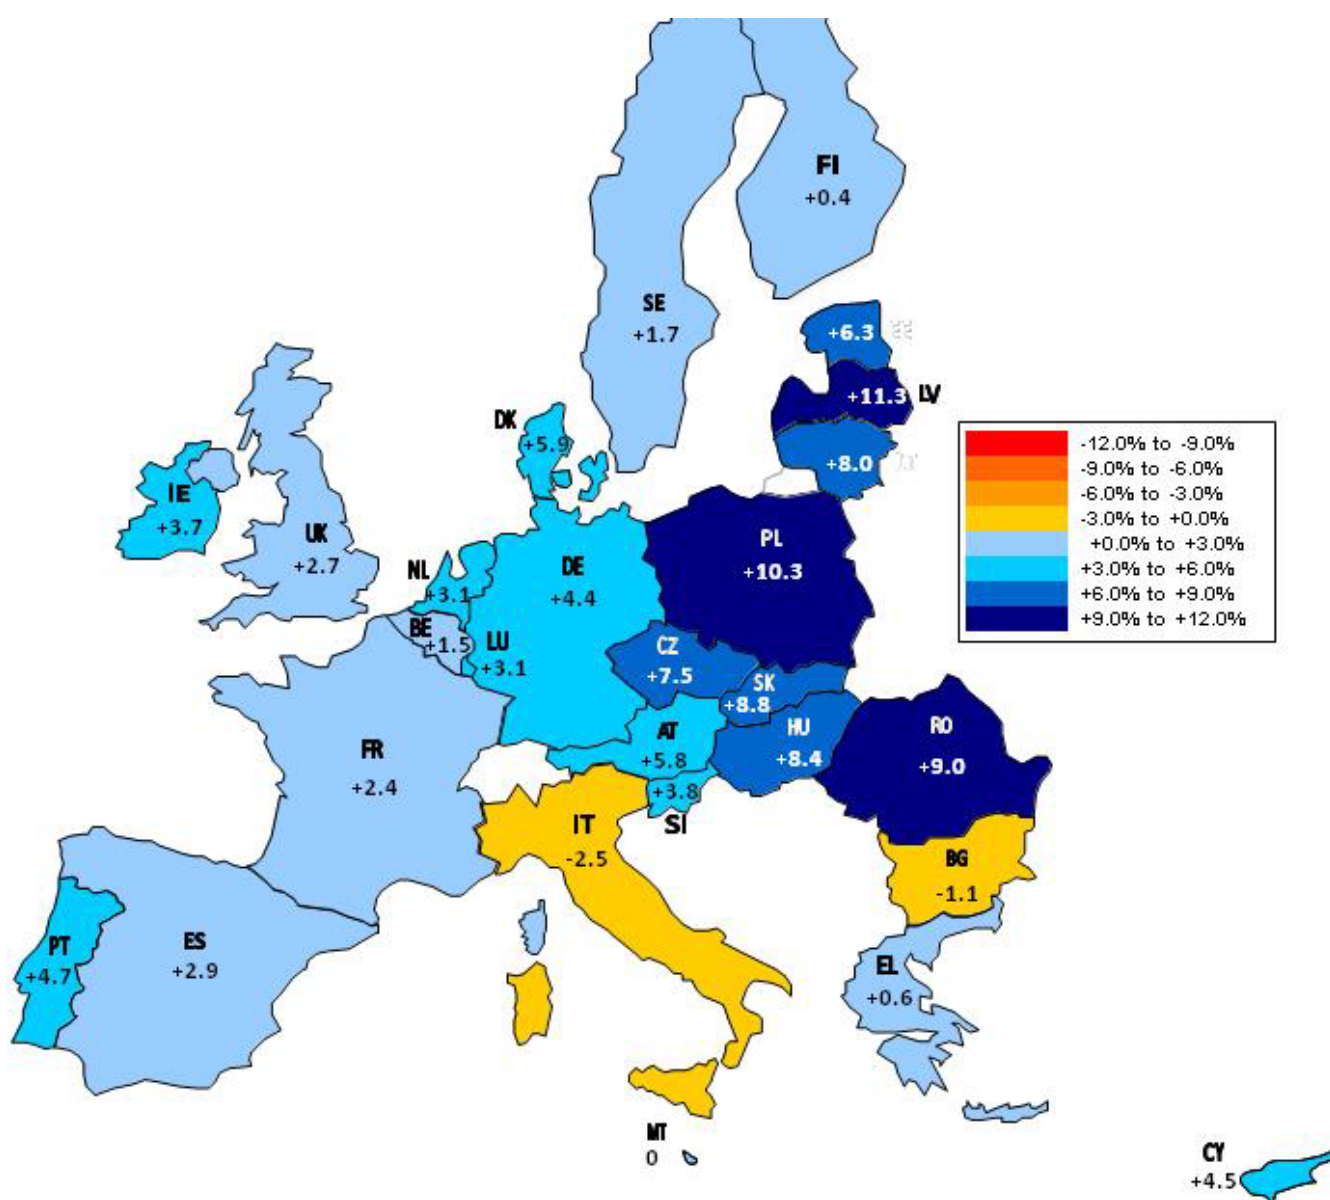 FI
+0.4
SE
+1.7
+6.3
EE
+11.3 LV
DK
+5.9
+8.0
IE
+3.7
UK
+2.7
NL
+3.1
DE
+4.4
PL
+10.3
BE
+1.5
LU
+3.1
CZ
+7.5
SK
+8.8
AT
+5.8
HU
+8.4
RO
+9.0
FR
+2.4
+3.8
SI
IT
-2.5
BG
-1.1
PT
+4.7
ES
+2.9
EL
+0.6
MT
0
CY
+4.5
-12.0% to -9.0%
-9.0% to -6.0%
-6.0% to -3.0%
-3.0% to +0.0%
+0.0% to +3.0%
+3.0% to +6.0%
+6.0% to +9.0%
+9.0% to +12.0%